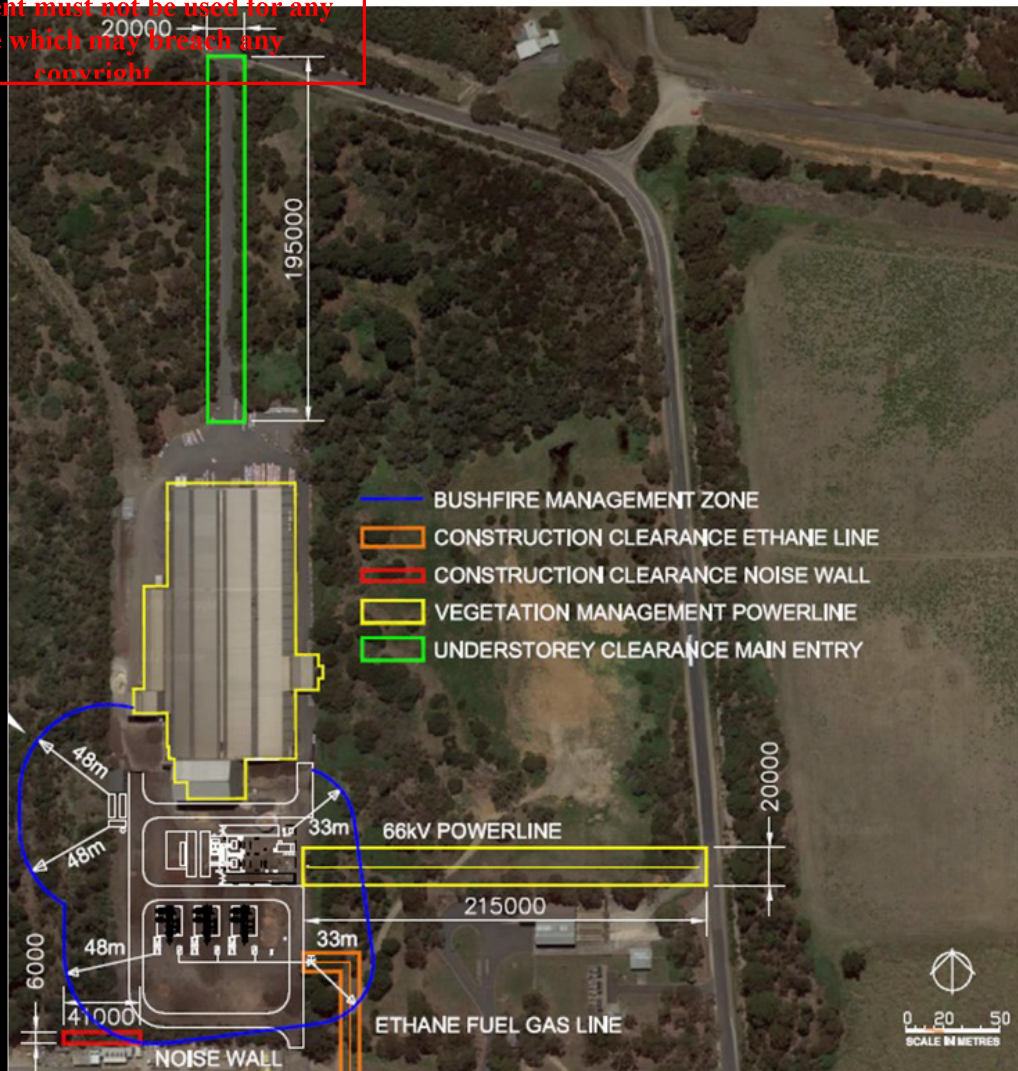 ent must not be used for any
e which may breach any
copyright
20000
195000
BUSHFIRE MANAGEMENT ZONE
CONSTRUCTION CLEARANCE ETHANE LINE
CONSTRUCTION CLEARANCE NOISE WALL
VEGETATION MANAGEMENT POWERLINE
UNDERSTOREY CLEARANCE MAIN ENTRY
48m
48m
33m
66kV POWERLINE
20000
215000
48m
33m
6000
41000
ETHANE FUEL GAS LINE
NOISE WALL
0 20 50
SCALE IN METRES